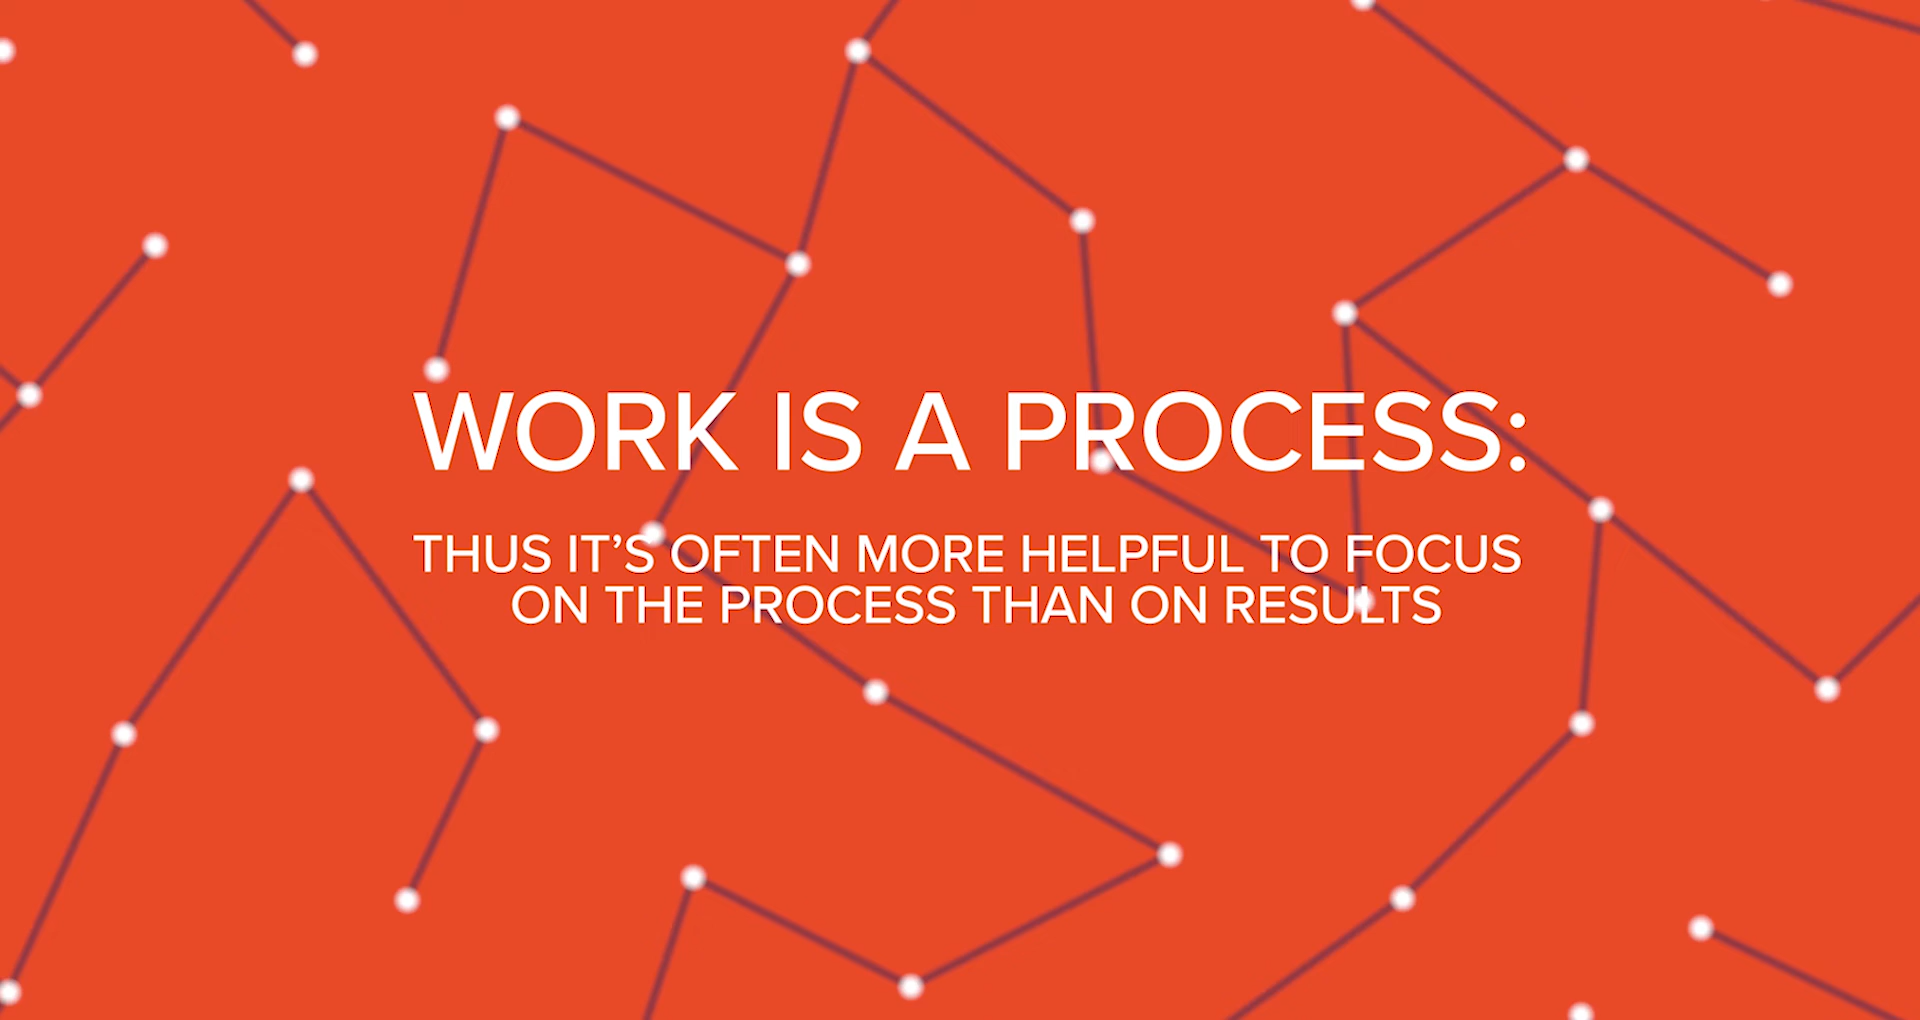 WORK IS A PROCESS:
THUS IT’S OFTEN MORE HELPFUL TO FOCUS
ON THE PROCESS THAN ON RESULTS